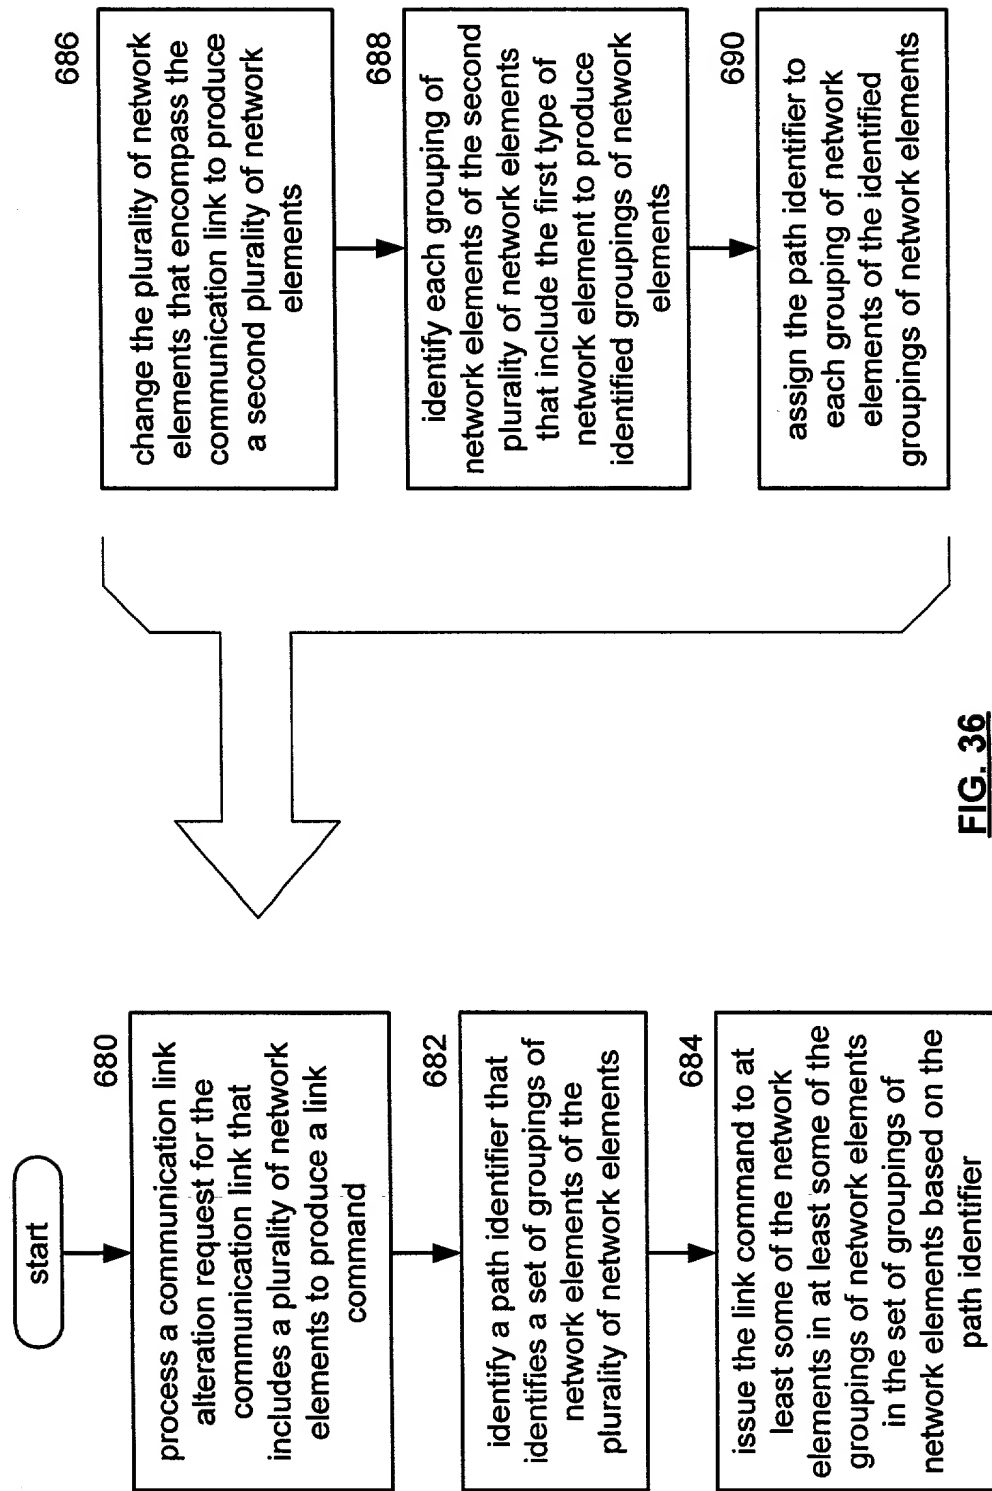 start
680
process a communication link
alteration request for the
communication link that
includes a plurality of network
elements to produce a link
command
682
identify a path identifier that
identifies a set of groupings of
network elements of the
plurality of network elements
684
issue the link command to at
least some of the network
elements in at least some of the
groupings of network elements
in the set of groupings of
network elements based on the
path identifier
686
change the plurality of network
elements that encompass the
communication link to produce
a second plurality of network
elements
688
identify each grouping of
network elements of the second
plurality of network elements
that include the first type of
network element to produce
identified groupings of network
elements
690
assign the path identifier to
each grouping of network
elements of the identified
groupings of network elements
FIG. 36